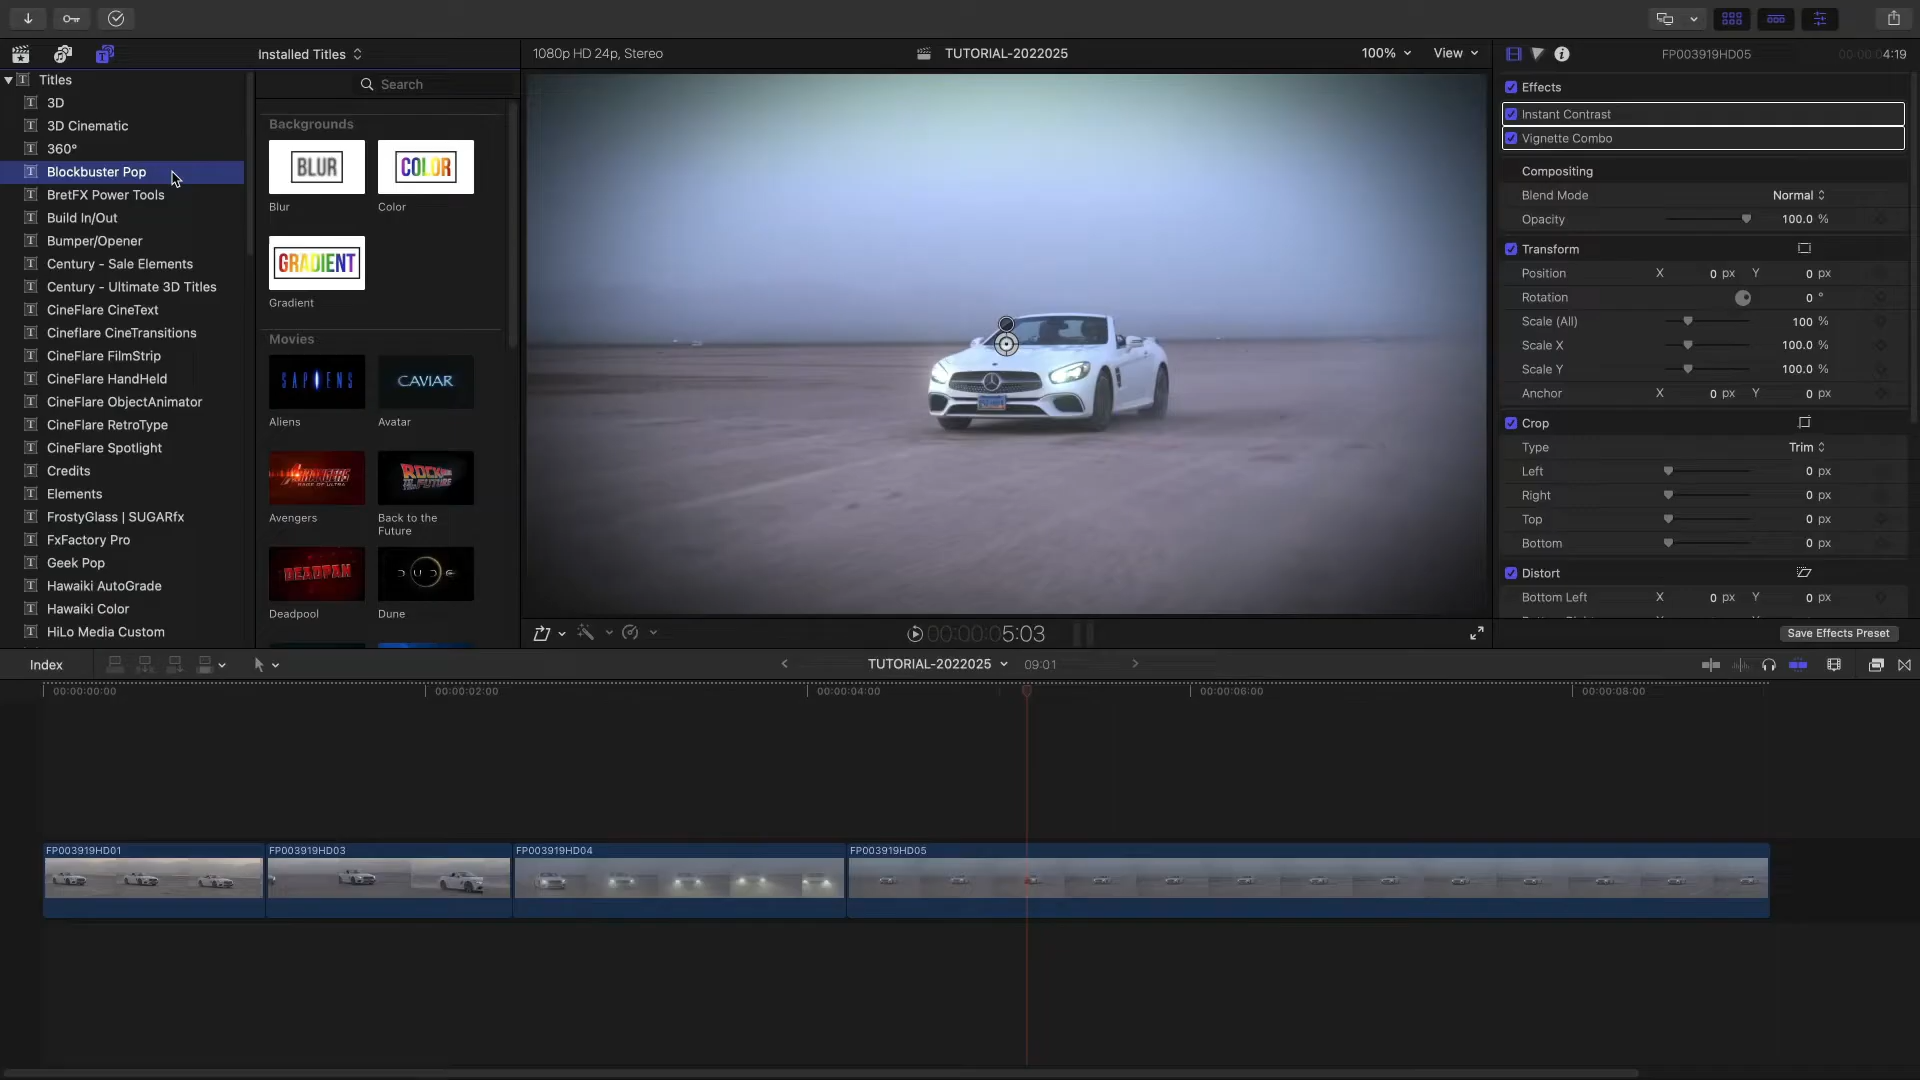 Installed Titles
1080p HD 24p, Stereo
TUTORIAL-2022025
100%
View
FP003919HD05
00:00:04:19
Titles
3D
3D Cinematic
360°
Blockbuster Pop
BretFX Power Tools
Build In/Out
Bumper/Opener
Century - Sale Elements
Century - Ultimate 3D Titles
CineFlare CineText
Cineflare CineTransitions
CineFlare FilmStrip
CineFlare HandHeld
CineFlare ObjectAnimator
CineFlare RetroType
CineFlare Spotlight
Credits
Elements
FrostyGlass | SUGARfx
FxFactory Pro
Geek Pop
Hawaiki AutoGrade
Hawaiki Color
HiLo Media Custom
Search
Backgrounds
BLUR
COLOR
Blur
Color
GRADIENT
Gradient
Movies
SAPIENS
CAVIAR
Aliens
Avatar
Avengers
Back to the
Future
DEADPAN
DUDE
Deadpool
Dune
Effects
Instant Contrast
Vignette Combo
Compositing
Blend Mode
Normal
Opacity
100.0 %
Transform
Position
X
0 px
Y
0 px
Rotation
0 °
Scale (All)
100 %
Scale X
100.0 %
Scale Y
100.0 %
Anchor
X
0 px
Y
0 px
Crop
Type
Trim
Left
0 px
Right
0 px
Top
0 px
Bottom
0 px
Distort
Bottom Left
X
0 px
Y
0 px
Save Effects Preset
00:00:05:03
Index
TUTORIAL-2022025
09:01
00:00:00:00
00:00:02:00
00:00:04:00
00:00:06:00
00:00:08:00
FP003919HD01
FP003919HD03
FP003919HD04
FP003919HD05